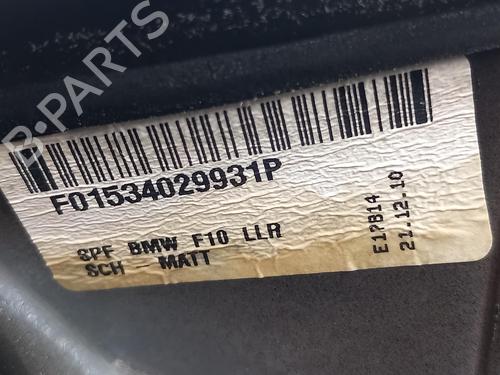 B-PARTS
F01534029931P
SPF BMW F10 LLR
SCH - MATT
E1PB14
21.12.10